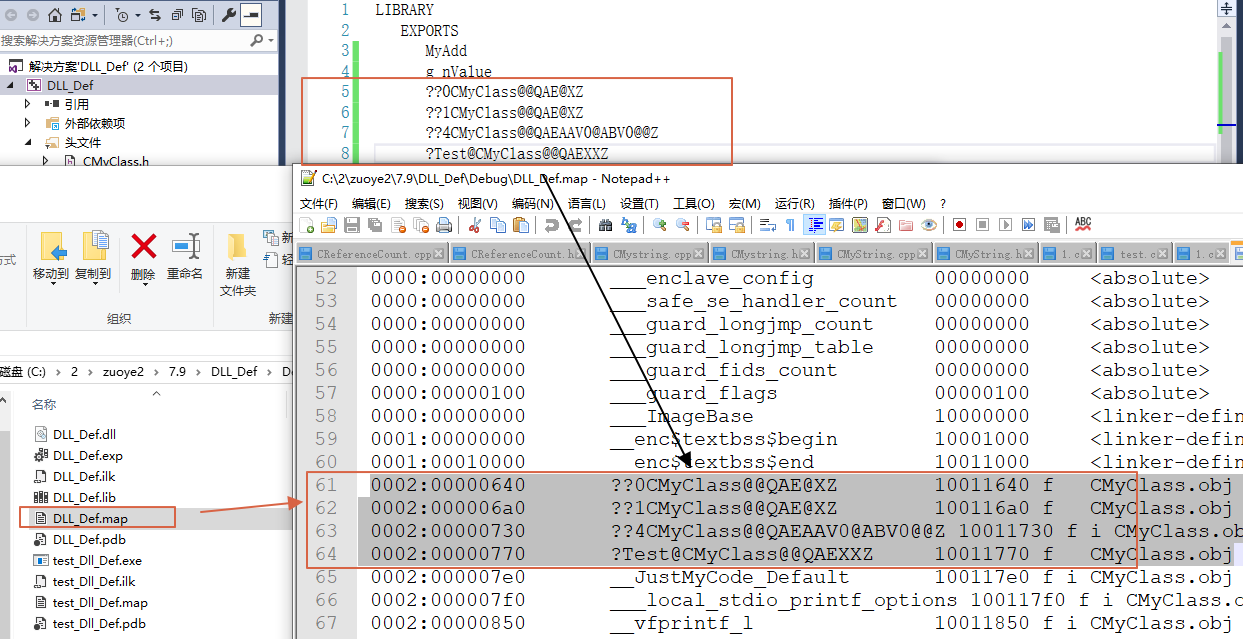 搜索解决方案资源管理器(Ctrl+;)
解决方案'DLL_Def' (2 个项目)
DLL_Def
引用
外部依赖项
头文件
CMyClass.h
1 LIBRARY
2 EXPORTS
3 MyAdd
4 g_nValue
5 ??0CMyClass@@QAE@XZ
6 ??1CMyClass@@QAE@XZ
7 ??4CMyClass@@QAEAAV0@ABV0@@Z
8 ?Test@CMyClass@@QAEXXZ
移动到 复制到 删除 重命名 新建
文件夹
组织 新建
磁盘 (C:) › 2 › zuoye2 › 7.9 › DLL_Def ›
名称
DLL_Def.dll
DLL_Def.exp
DLL_Def.ilk
DLL_Def.lib
DLL_Def.map
DLL_Def.pdb
test_Dll_Def.exe
test_Dll_Def.ilk
test_Dll_Def.map
test_Dll_Def.pdb
C:\2\zuoye2\7.9\DLL_Def\Debug\DLL_Def.map - Notepad++
文件(F) 编辑(E) 搜索(S) 视图(V) 编码(N) 语言(L) 设置(T) 工具(O) 宏(M) 运行(R) 插件(P) 窗口(W) ?
CReferenceCount.cpp CReferenceCount.h CMystring.cpp CMystring.h CMyString.cpp CMyString.h 1.c test.c 1.c
52 0000:00000000 ___enclave_config 00000000 <absolute>
53 0000:00000000 ___safe_se_handler_count 00000000 <absolute>
54 0000:00000000 ___guard_longjmp_count 00000000 <absolute>
55 0000:00000000 ___guard_longjmp_table 00000000 <absolute>
56 0000:00000000 ___guard_fids_count 00000000 <absolute>
57 0000:00000100 ___guard_flags 00000100 <absolute>
58 0000:00000000 ___ImageBase 10000000 <linker-defin
59 0001:00000000 __enc$textbss$begin 10001000 <linker-defin
60 0001:00010000 __enc$textbss$end 10011000 <linker-defin
61 0002:00000640 ??0CMyClass@@QAE@XZ 10011640 f CMyClass.obj
62 0002:000006a0 ??1CMyClass@@QAE@XZ 100116a0 f CMyClass.obj
63 0002:00000730 ??4CMyClass@@QAEAAV0@ABV0@@Z 10011730 f i CMyClass.ob
64 0002:00000770 ?Test@CMyClass@@QAEXXZ 10011770 f CMyClass.obj
65 0002:000007e0 __JustMyCode_Default 100117e0 f i CMyClass.obj
66 0002:000007f0 ___local_stdio_printf_options 100117f0 f i CMyClass.o
67 0002:00000850 __vfprintf_l 10011850 f i CMyClass.obj